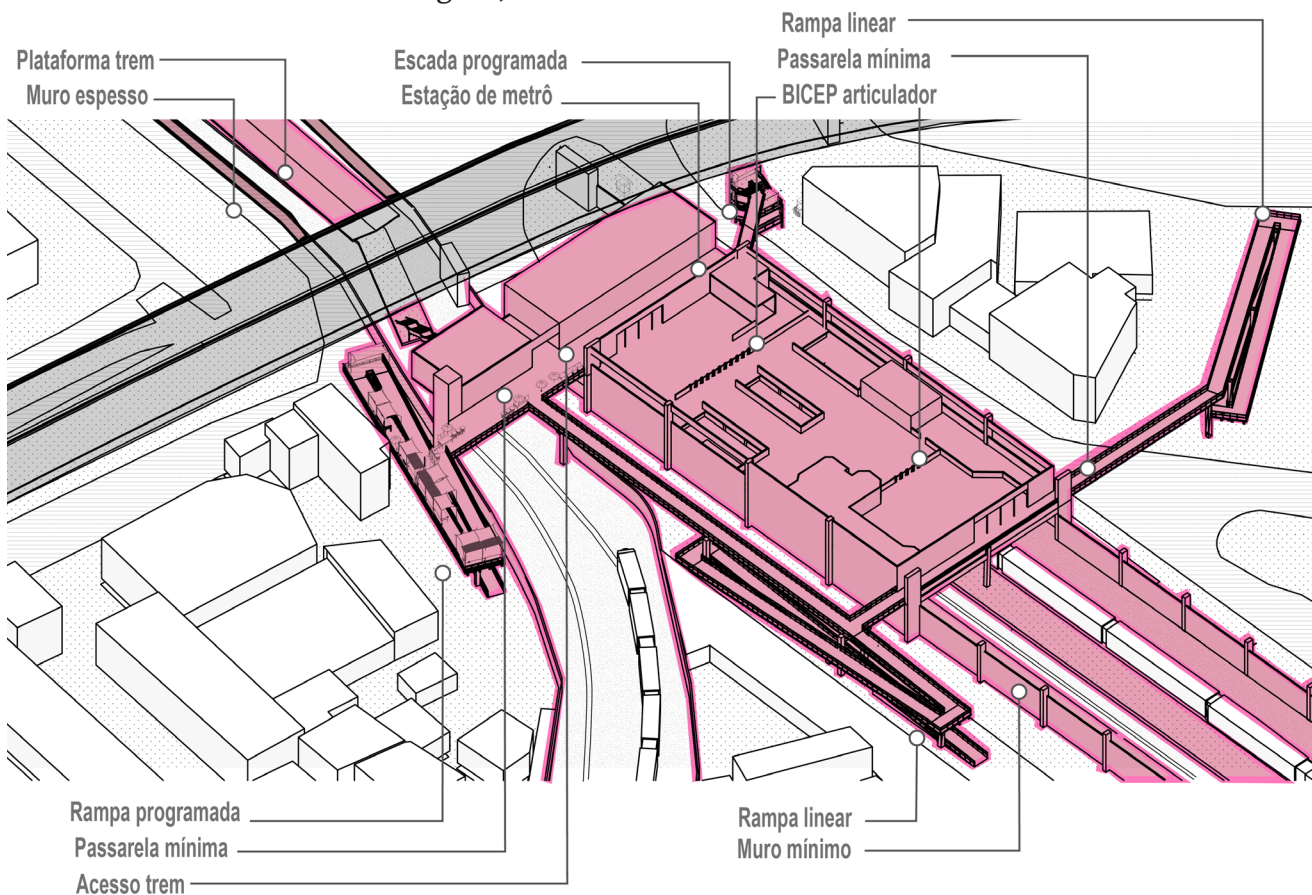 Plataforma trem
Muro espesso
Escada programada
Estação de metrô
Rampa linear
Passarela mínima
BICEP articulador
Rampa programada
Passarela mínima
Acesso trem
Rampa linear
Muro mínimo